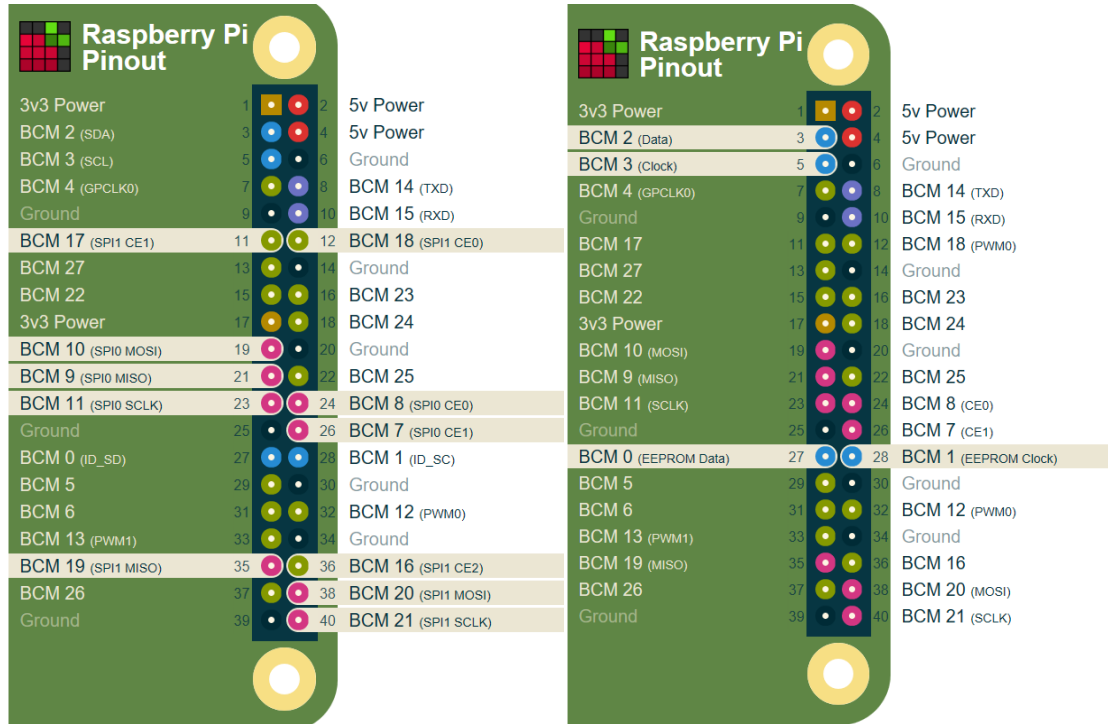 Raspberry Pi
Pinout
3v3 Power 1 2 5v Power
BCM 2 (SDA) 3 4 5v Power
BCM 3 (SCL) 5 6 Ground
BCM 4 (GPCLK0) 7 8 BCM 14 (TXD)
Ground 9 10 BCM 15 (RXD)
BCM 17 (SPI1 CE1) 11 12 BCM 18 (SPI1 CE0)
BCM 27 13 14 Ground
BCM 22 15 16 BCM 23
3v3 Power 17 18 BCM 24
BCM 10 (SPI0 MOSI) 19 20 Ground
BCM 9 (SPI0 MISO) 21 22 BCM 25
BCM 11 (SPI0 SCLK) 23 24 BCM 8 (SPI0 CE0)
Ground 25 26 BCM 7 (SPI0 CE1)
BCM 0 (ID_SD) 27 28 BCM 1 (ID_SC)
BCM 5 29 30 Ground
BCM 6 31 32 BCM 12 (PWM0)
BCM 13 (PWM1) 33 34 Ground
BCM 19 (SPI1 MISO) 35 36 BCM 16 (SPI1 CE2)
BCM 26 37 38 BCM 20 (SPI1 MOSI)
Ground 39 40 BCM 21 (SPI1 SCLK)
Raspberry Pi
Pinout
3v3 Power 1 2 5v Power
BCM 2 (Data) 3 4 5v Power
BCM 3 (Clock) 5 6 Ground
BCM 4 (GPCLK0) 7 8 BCM 14 (TXD)
Ground 9 10 BCM 15 (RXD)
BCM 17 11 12 BCM 18 (PWM0)
BCM 27 13 14 Ground
BCM 22 15 16 BCM 23
3v3 Power 17 18 BCM 24
BCM 10 (MOSI) 19 20 Ground
BCM 9 (MISO) 21 22 BCM 25
BCM 11 (SCLK) 23 24 BCM 8 (CE0)
Ground 25 26 BCM 7 (CE1)
BCM 0 (EEPROM Data) 27 28 BCM 1 (EEPROM Clock)
BCM 5 29 30 Ground
BCM 6 31 32 BCM 12 (PWM0)
BCM 13 (PWM1) 33 34 Ground
BCM 19 (MISO) 35 36 BCM 16
BCM 26 37 38 BCM 20 (MOSI)
Ground 39 40 BCM 21 (SCLK)